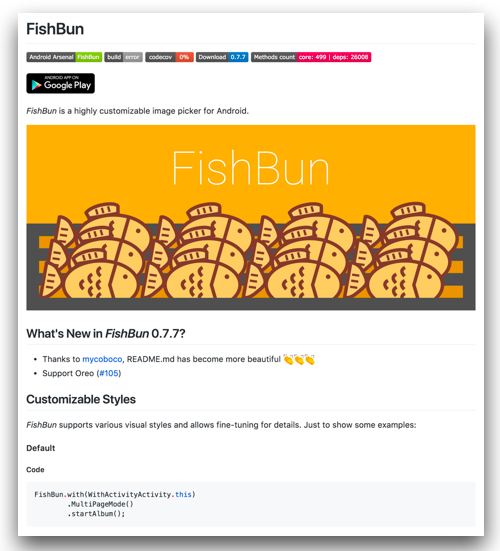 FishBun
Android Arsenal FishBun build error codecov 0% Download 0.7.7 Methods count core: 499 | deps: 26008
ANDROID APP ON
Google Play
FishBun is a highly customizable image picker for Android.
FishBun
What's New in FishBun 0.7.7?
• Thanks to mycoboco, README.md has become more beautiful 👏👏👏
• Support Oreo (#105)
Customizable Styles
FishBun supports various visual styles and allows fine-tuning for details. Just to show some examples:
Default
Code
FishBun.with(WithActivityActivity.this)
.MultiPageMode()
.startAlbum();